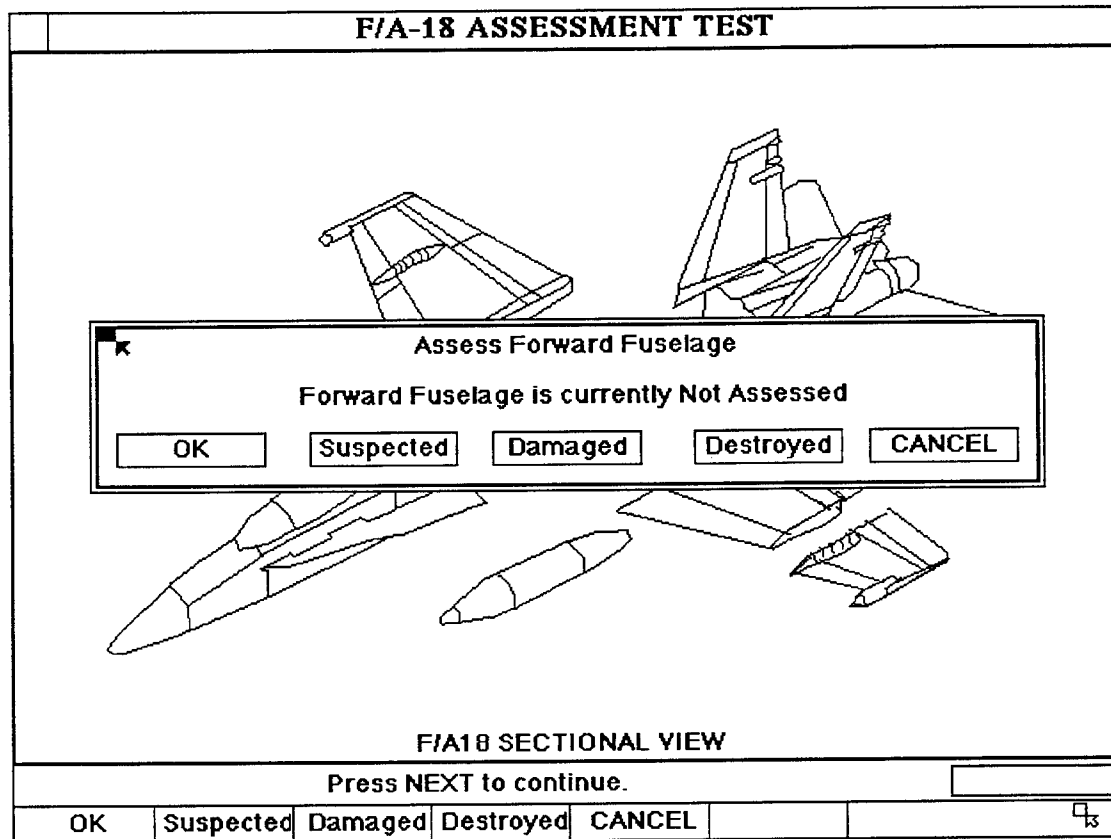 F/A-18 ASSESSMENT TEST
Assess Forward Fuselage
Forward Fuselage is currently Not Assessed
OK Suspected Damaged Destroyed CANCEL
F/A18 SECTIONAL VIEW
Press NEXT to continue.
OK Suspected Damaged Destroyed CANCEL